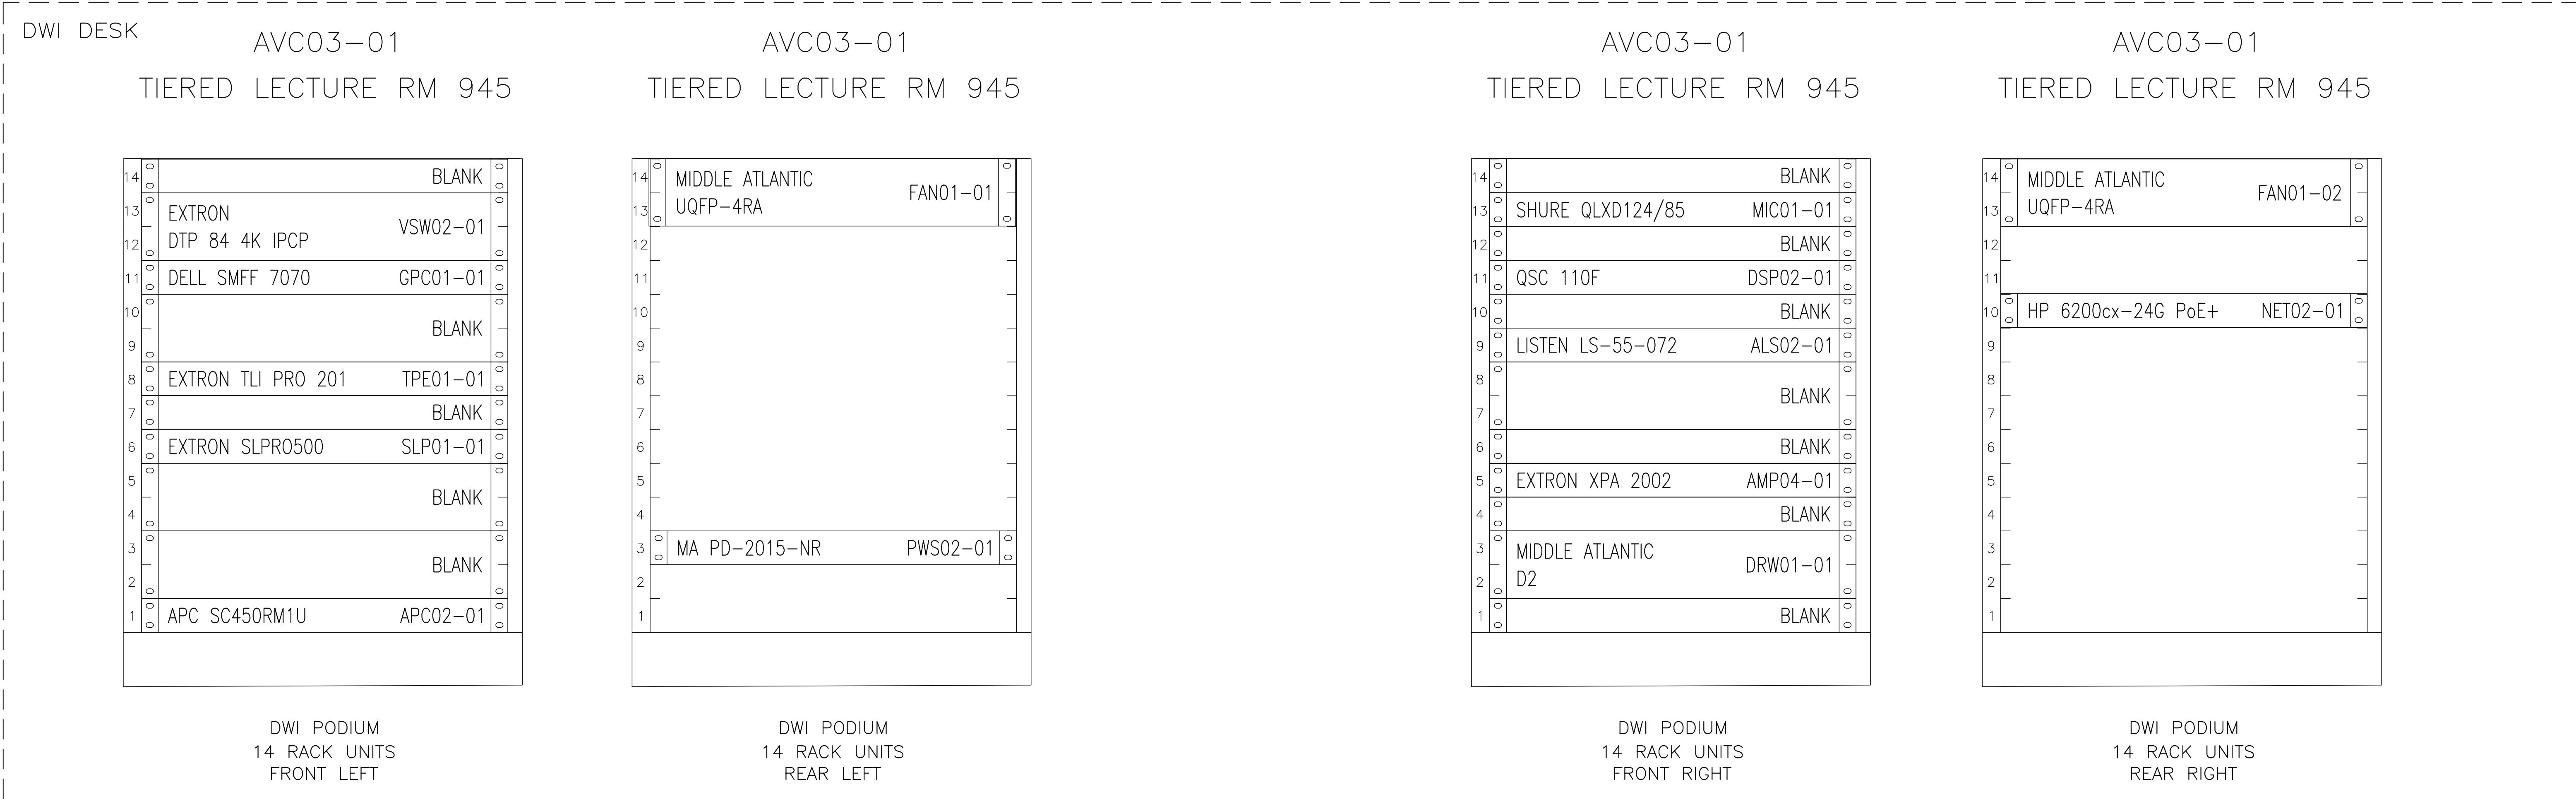 DWI DESK
AVC03-01
TIERED LECTURE RM 945
14
BLANK
13
EXTRON
DTP 84 4K IPCP
VSW02-01
12
11
DELL SMFF 7070
GPC01-01
10
BLANK
9
8
EXTRON TLI PRO 201
TPE01-01
7
BLANK
6
EXTRON SLPRO500
SLP01-01
5
BLANK
4
3
BLANK
2
1
APC SC450RM1U
APC02-01
DWI PODIUM
14 RACK UNITS
FRONT LEFT
AVC03-01
TIERED LECTURE RM 945
14
MIDDLE ATLANTIC
UQFP-4RA
FAN01-01
13
12
11
10
9
8
7
6
5
4
3
MA PD-2015-NR
PWS02-01
2
1
DWI PODIUM
14 RACK UNITS
REAR LEFT
AVC03-01
TIERED LECTURE RM 945
14
BLANK
13
SHURE QLXD124/85
MIC01-01
12
BLANK
11
QSC 110F
DSP02-01
10
BLANK
9
LISTEN LS-55-072
ALS02-01
8
BLANK
7
6
BLANK
5
EXTRON XPA 2002
AMP04-01
4
BLANK
3
MIDDLE ATLANTIC
D2
DRW01-01
2
1
BLANK
DWI PODIUM
14 RACK UNITS
FRONT RIGHT
AVC03-01
TIERED LECTURE RM 945
14
MIDDLE ATLANTIC
UQFP-4RA
FAN01-02
13
12
11
10
HP 6200cx-24G PoE+
NET02-01
9
8
7
6
5
4
3
2
1
DWI PODIUM
14 RACK UNITS
REAR RIGHT